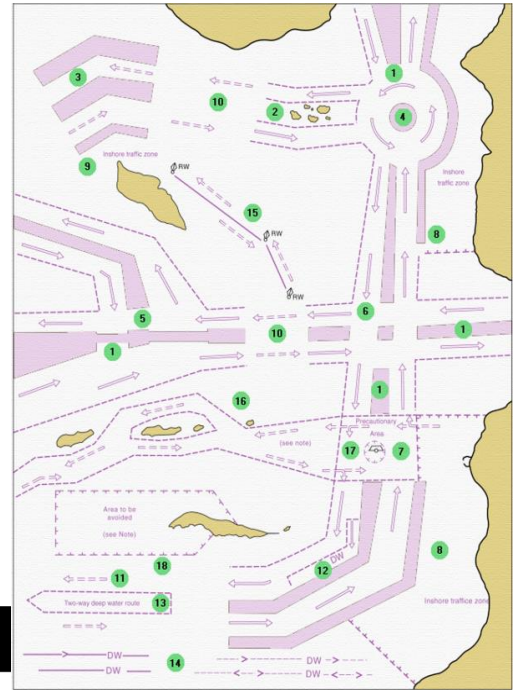 1
3
10
2
4
Inshore traffic zone
9
RW
Inshore
traffic zone
15
8
RW
RW
5
6
10
1
1
16
1
Precautionary
Area
(see note)
17
7
Area to be
avoided
(see Note)
8
18
11
12
DW
Two-way deep water route
13
Inshore traffice zone
14
DW
DW
DW
DW